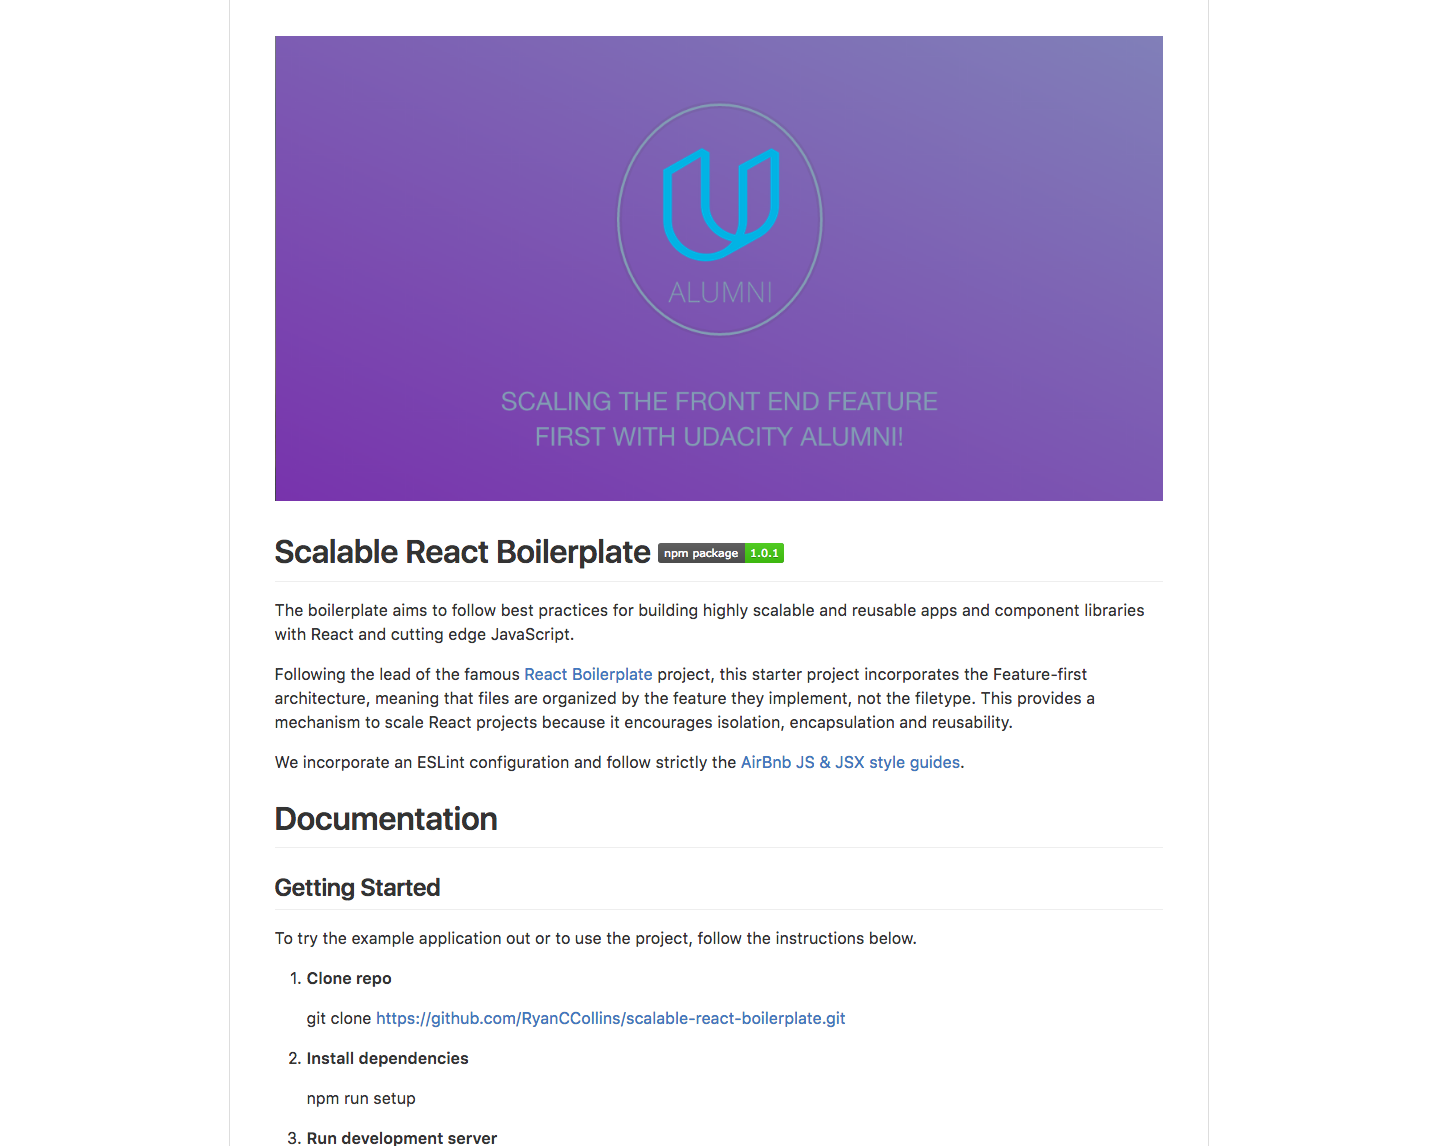 ALUMNI
SCALING THE FRONT END FEATURE
FIRST WITH UDACITY ALUMNI!
Scalable React Boilerplate npm package 1.0.1
The boilerplate aims to follow best practices for building highly scalable and reusable apps and component libraries
with React and cutting edge JavaScript.
Following the lead of the famous React Boilerplate project, this starter project incorporates the Feature-first
architecture, meaning that files are organized by the feature they implement, not the filetype. This provides a
mechanism to scale React projects because it encourages isolation, encapsulation and reusability.
We incorporate an ESLint configuration and follow strictly the AirBnb JS & JSX style guides.
Documentation
Getting Started
To try the example application out or to use the project, follow the instructions below.
1. Clone repo
git clone https://github.com/RyanCCollins/scalable-react-boilerplate.git
2. Install dependencies
npm run setup
3. Run development server